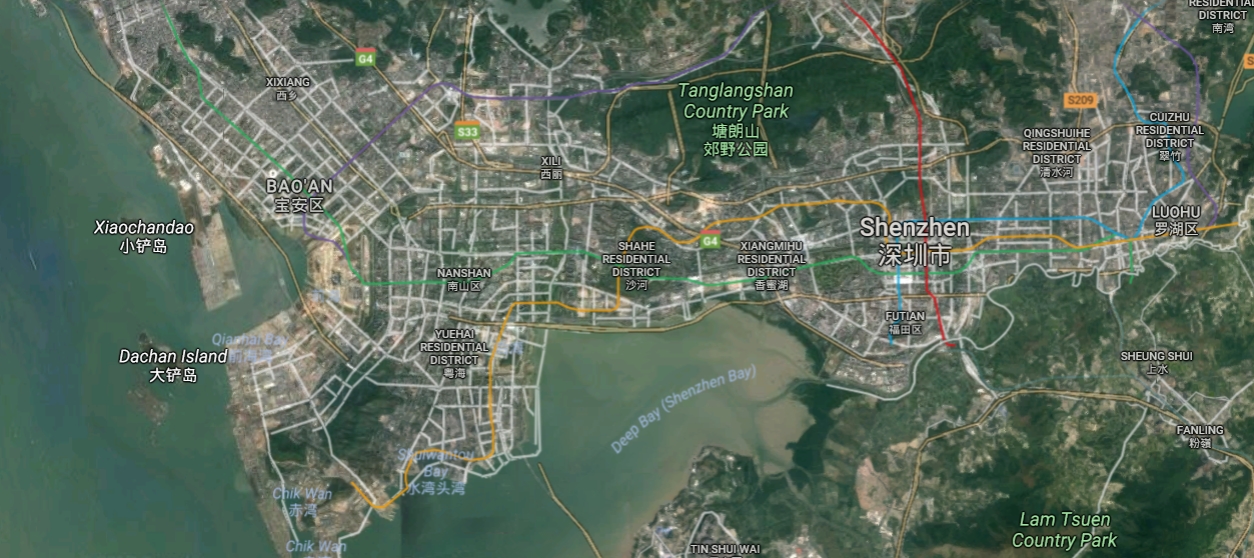 RESIDENTIAL
DISTRICT
南湾
G4
XIXIANG
西乡
Tanglangshan
Country Park
塘朗山
郊野公园
S209
S33
CUIZHU
RESIDENTIAL
DISTRICT
翠竹
QINGSHUIHE
RESIDENTIAL
DISTRICT
清水河
XILI
西丽
BAO'AN
宝安区
LUOHU
罗湖区
Xiaochandao
小铲岛
Shenzhen
深圳市
G4
SHAHE
RESIDENTIAL
DISTRICT
沙河
XIANGMIHU
RESIDENTIAL
DISTRICT
香蜜湖
NANSHAN
南山区
FUTIAN
福田区
Qianhai Bay
YUEHAI
RESIDENTIAL
DISTRICT
粤海
Dachan Island
大铲岛
SHEUNG SHUI
上水
Deep Bay (Shenzhen Bay)
FANLING
粉嶺
Shuiwantou
Bay
水湾头湾
Chik Wan
赤湾
Lam Tsuen
Country Park
Chik Wan
TIN SHUI WAI